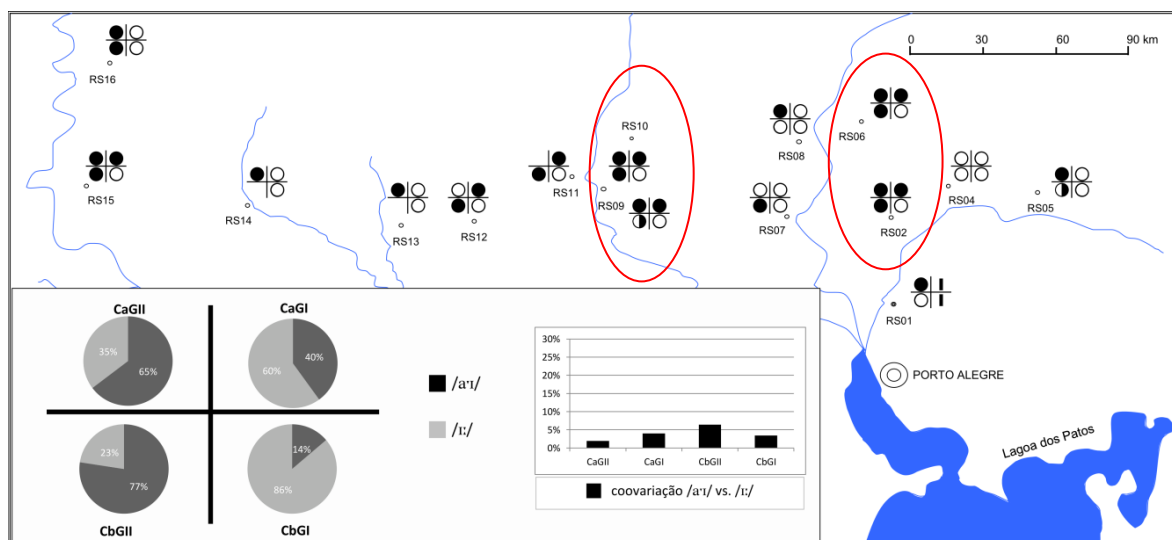 0 30 60 90 km
RS16
RS10
RS06
RS08
RS15
RS11
RS09
RS04
RS05
RS14
RS13
RS12
RS07
RS02
RS01
PORTO ALEGRE
Lagoa dos Patos
CaGII
CaGI
35%
65%
60%
40%
23%
77%
14%
86%
CbGII
CbGI
/aˑɪ/
/ɪː/
30%
25%
20%
15%
10%
5%
0%
CaGII CaGI CbGII CbGI
coovariação /aˑɪ/ vs. /ɪː/